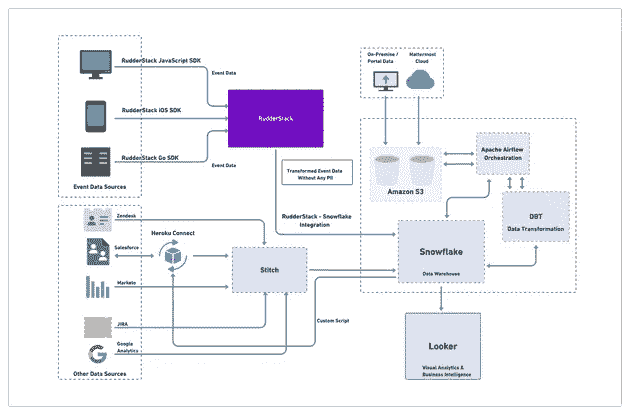 RudderStack JavaScript SDK
Event Data
RudderStack iOS SDK
RudderStack
RudderStack Go SDK
Event Data
Event Data Sources
On-Premise /
Portal Data
Mattermost
Cloud
Amazon S3
Apache Airflow
Orchestration
DBT
Data Transformation
Transformed Event Data
Without Any PII
RudderStack - Snowflake
Integration
Zendesk
Salesforce
Heroku Connect
Marketo
Stitch
JIRA
Google
Analytics
Other Data Sources
Snowflake
Data Warehouse
Custom Script
Looker
Visual Analytics &
Business Intelligence